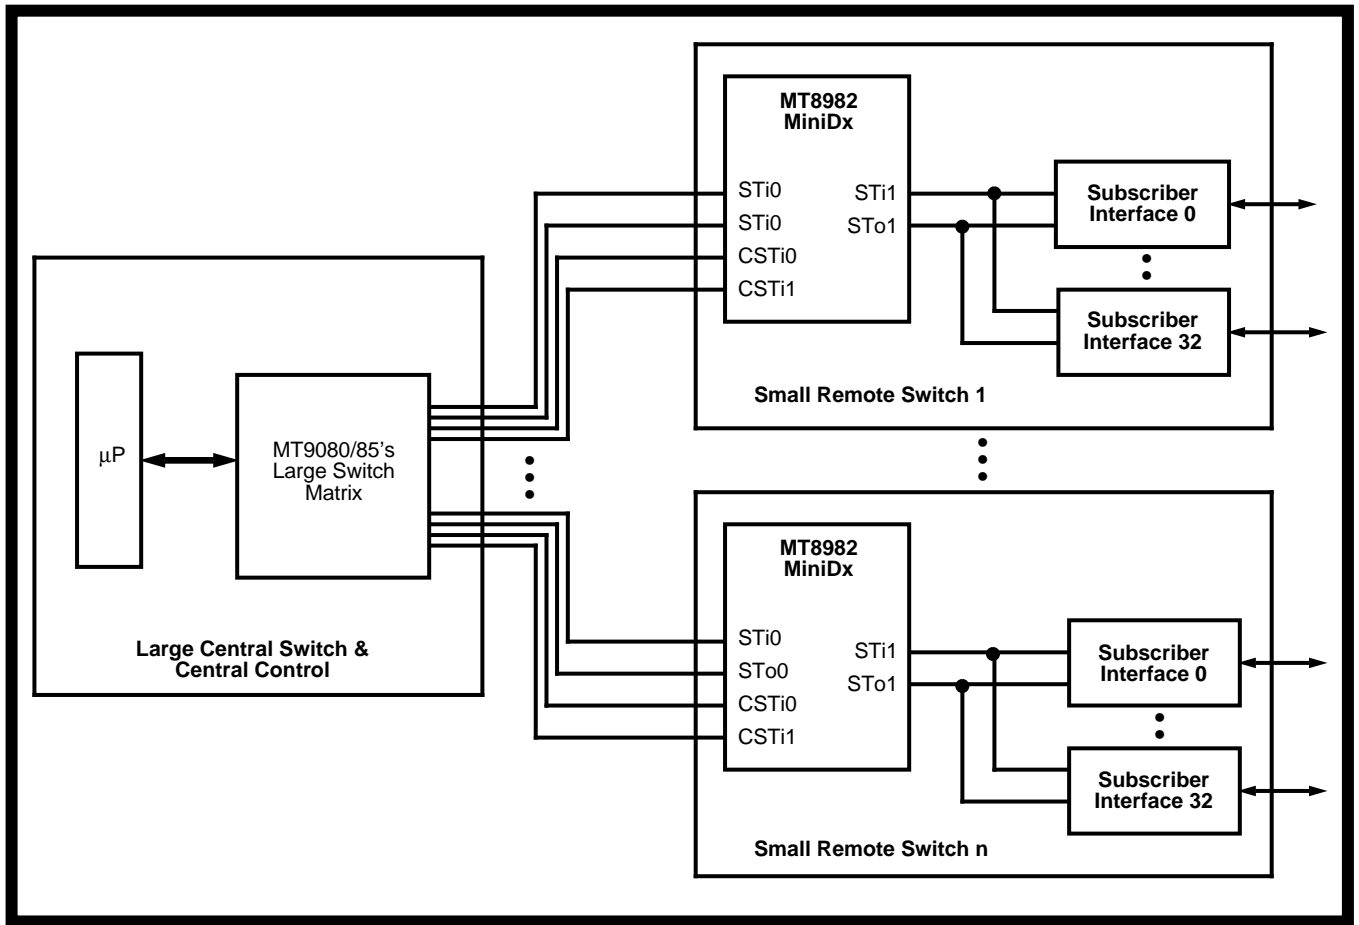 μP
MT9080/85's
Large Switch
Matrix
Large Central Switch &
Central Control
MT8982
MiniDx
STi0
STi0
CSTi0
CSTi1
STi1
STo1
Subscriber
Interface 0
Subscriber
Interface 32
Small Remote Switch 1
MT8982
MiniDx
STi0
STo0
CSTi0
CSTi1
STi1
STo1
Subscriber
Interface 0
Subscriber
Interface 32
Small Remote Switch n